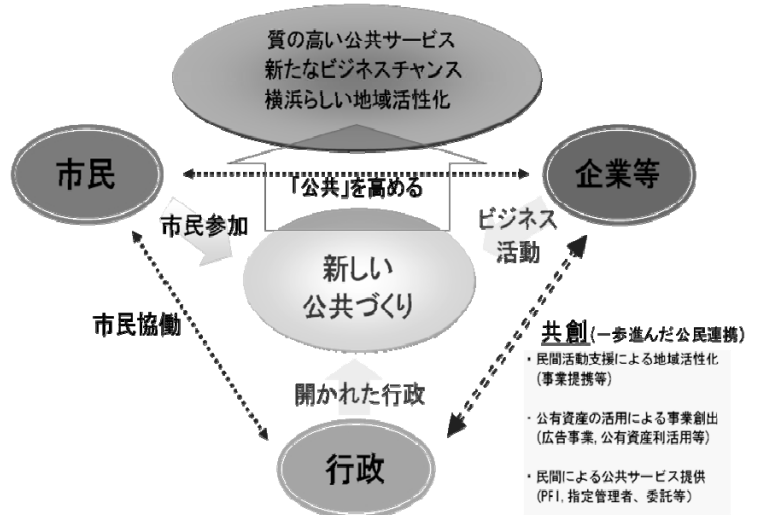 質の高い公共サービス
新たなビジネスチャンス
横浜らしい地域活性化
市民
企業等
「公共」を高める
市民参加
ビジネス
活動
新しい
公共づくり
市民協働
共創(一歩進んだ公民連携)
・民間活動支援による地域活性化
(事業提携等)
開かれた行政
・公有資産の活用による事業創出
(広告事業,公有資産利活用等)
行政
・民間による公共サービス提供
(PFI,指定管理者、委託等)